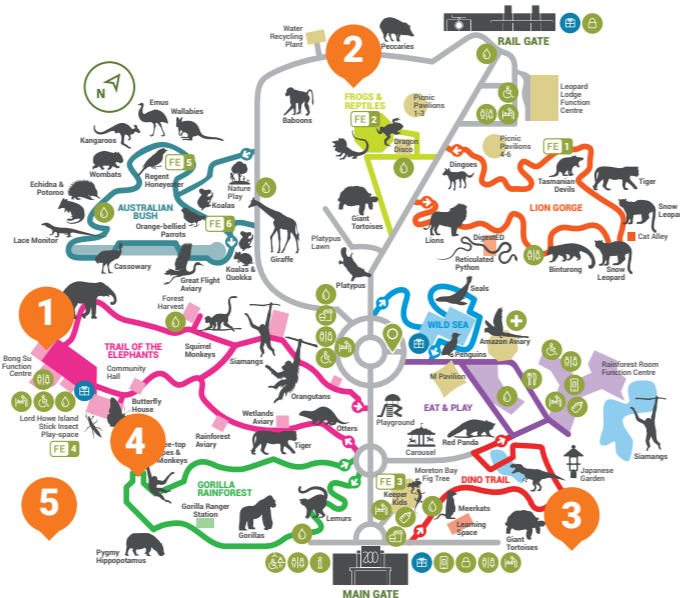 Water
Recycling
Plant
2
Peccaries
RAIL GATE
N
Emus
Wallabies
Kangaroos
Baboons
FROGS &
REPTILES
FE 2
Picnic
Pavilions
1-3
Dragon
Disco
Leopard
Lodge
Function
Centre
Picnic
Pavilions
4-6
FE 1
Wombats
Regent
Honeyeater
FE 5
Echidna &
Potoroo
Nature
Play
Koalas
AUSTRALIAN
BUSH
Orange-bellied
Parrots
FE 6
Lace Monitor
Cassowary
Great Flight
Aviary
Koalas &
Quokka
Giraffe
Giant
Tortoises
Platypus
Lawn
Platypus
Dingoes
Tasmanian
Devils
Tiger
LION GORGE
Snow
Leopa
Cat Alley
Lions
DigestED
Reticulated
Python
Binturong
Snow
Leopard
1
Forest
Harvest
TRAIL OF THE
ELEPHANTS
Squirrel
Monkeys
Siamangs
Orangutans
Bong Su
Function
Centre
Community
Hall
Butterfly
House
Lord Howe Island
Stick Insect
Play-space
FE 4
Wetlands
Aviary
Rainforest
Aviary
Otters
Tiger
Seals
WILD SEA
Penguins
Amazon Aviary
M Pavilion
Rainforest Room
Function Centre
EAT & PLAY
Playground
Carousel
Red Panda
Siamangs
Japanese
Garden
4
ee-top
pes &
Monkeys
GORILLA
RAINFOREST
Gorilla Ranger
Station
Gorillas
Lemurs
Pygmy
Hippopotamus
5
FE 3
Keeper
Kids
Moreton Bay
Fig Tree
DINO TRAIL
Meerkats
Learning
Space
Giant
Tortoises
3
200
MAIN GATE